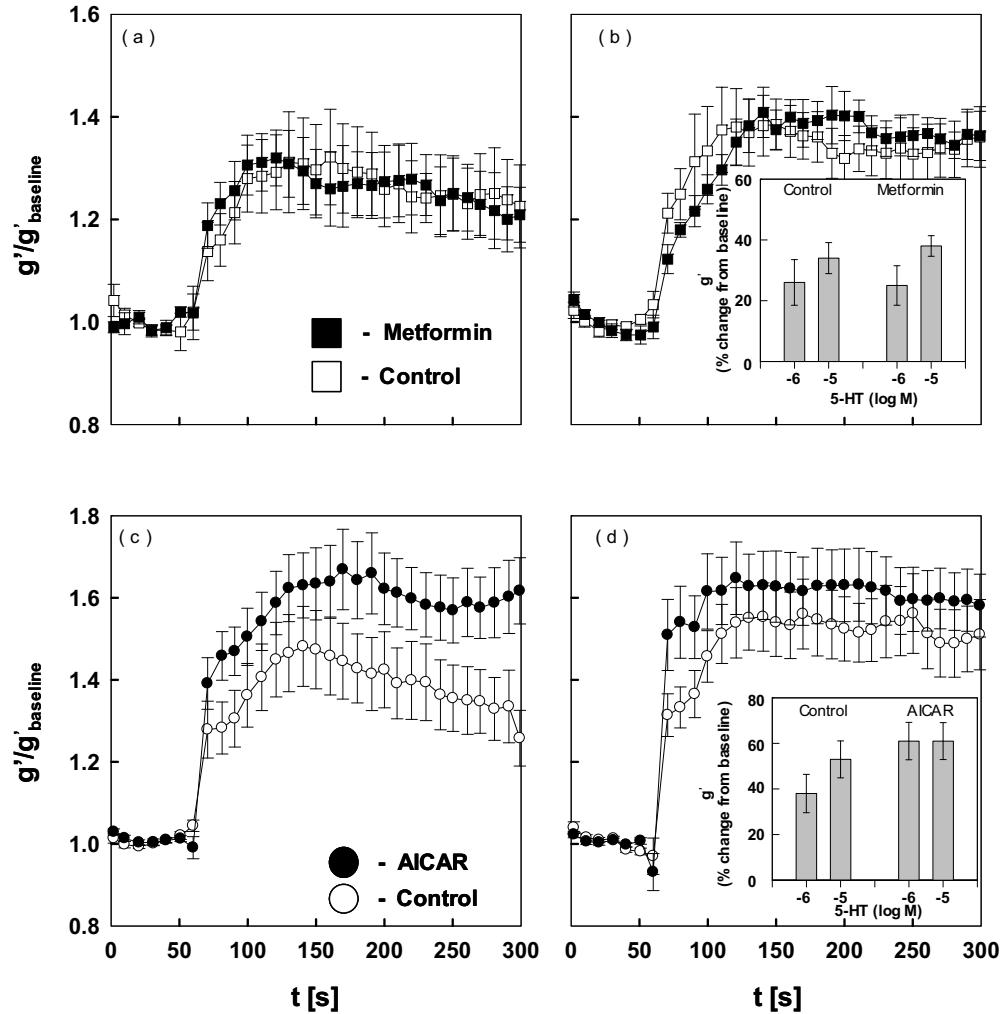 ( a )
g'/g'baseline
1.6
1.4
1.2
1.0
0.8
- Metformin
- Control
( b )
Control Metformin
g'
(% change from baseline)
60
40
20
0
-6 -5 -6 -5
5-HT (log M)
( c )
g'/g'baseline
1.8
1.6
1.4
1.2
1.0
0.8
- AICAR
- Control
0 50 100 150 200 250 300
t [s]
( d )
Control AICAR
g'
(% change from baseline)
80
60
40
20
0
-6 -5 -6 -5
5-HT (log M)
0 50 100 150 200 250 300
t [s]